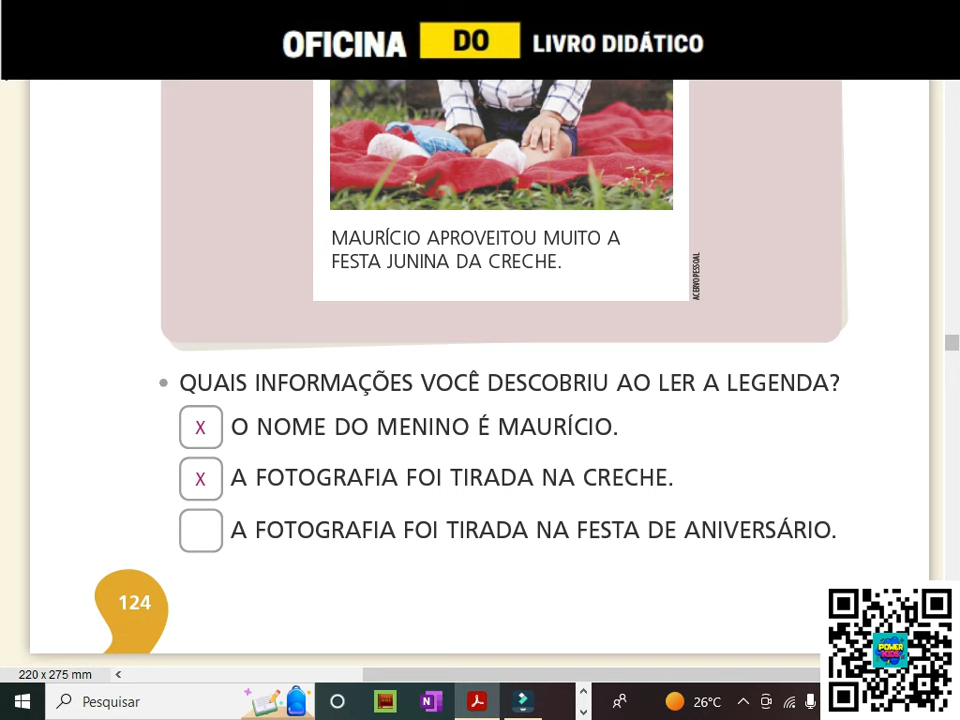 OFICINA DO LIVRO DIDÁTICO
MAURÍCIO APROVEITOU MUITO A
FESTA JUNINA DA CRECHE.
ACERVO PESSOAL
• QUAIS INFORMAÇÕES VOCÊ DESCOBRIU AO LER A LEGENDA?
X O NOME DO MENINO É MAURÍCIO.
X A FOTOGRAFIA FOI TIRADA NA CRECHE.
A FOTOGRAFIA FOI TIRADA NA FESTA DE ANIVERSÁRIO.
124
POWER KIDS
220 x 275 mm
Pesquisar
26°C